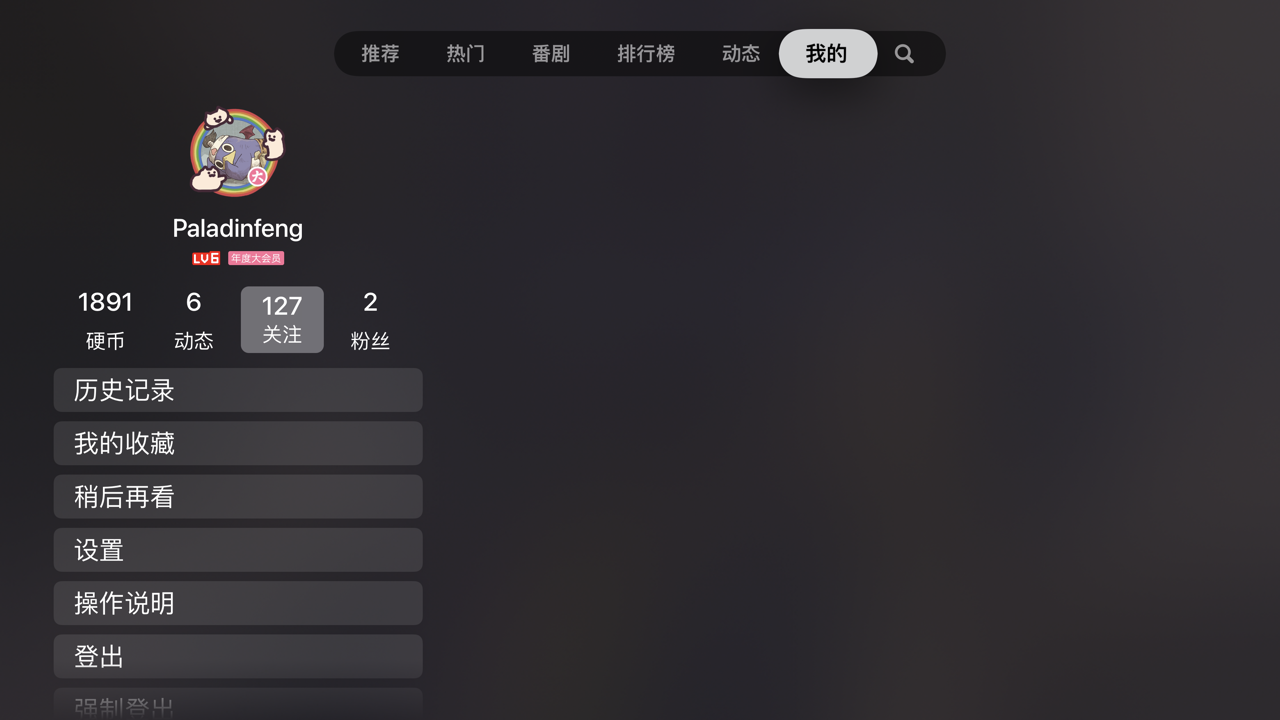 推荐 热门 番剧 排行榜 动态 我的
大
Paladinfeng
LV6 年度大会员
1891 6 127 2
硬币 动态 关注 粉丝
历史记录
我的收藏
稍后再看
设置
操作说明
登出
强制登出